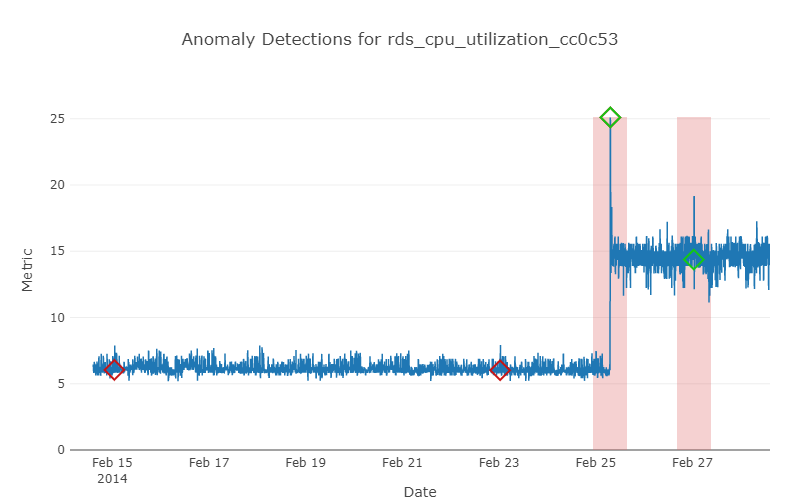 Anomaly Detections for rds_cpu_utilization_cc0c53
25
20
15
10
5
0
Metric
Feb 15 Feb 17 Feb 19 Feb 21 Feb 23 Feb 25 Feb 27
2014
Date